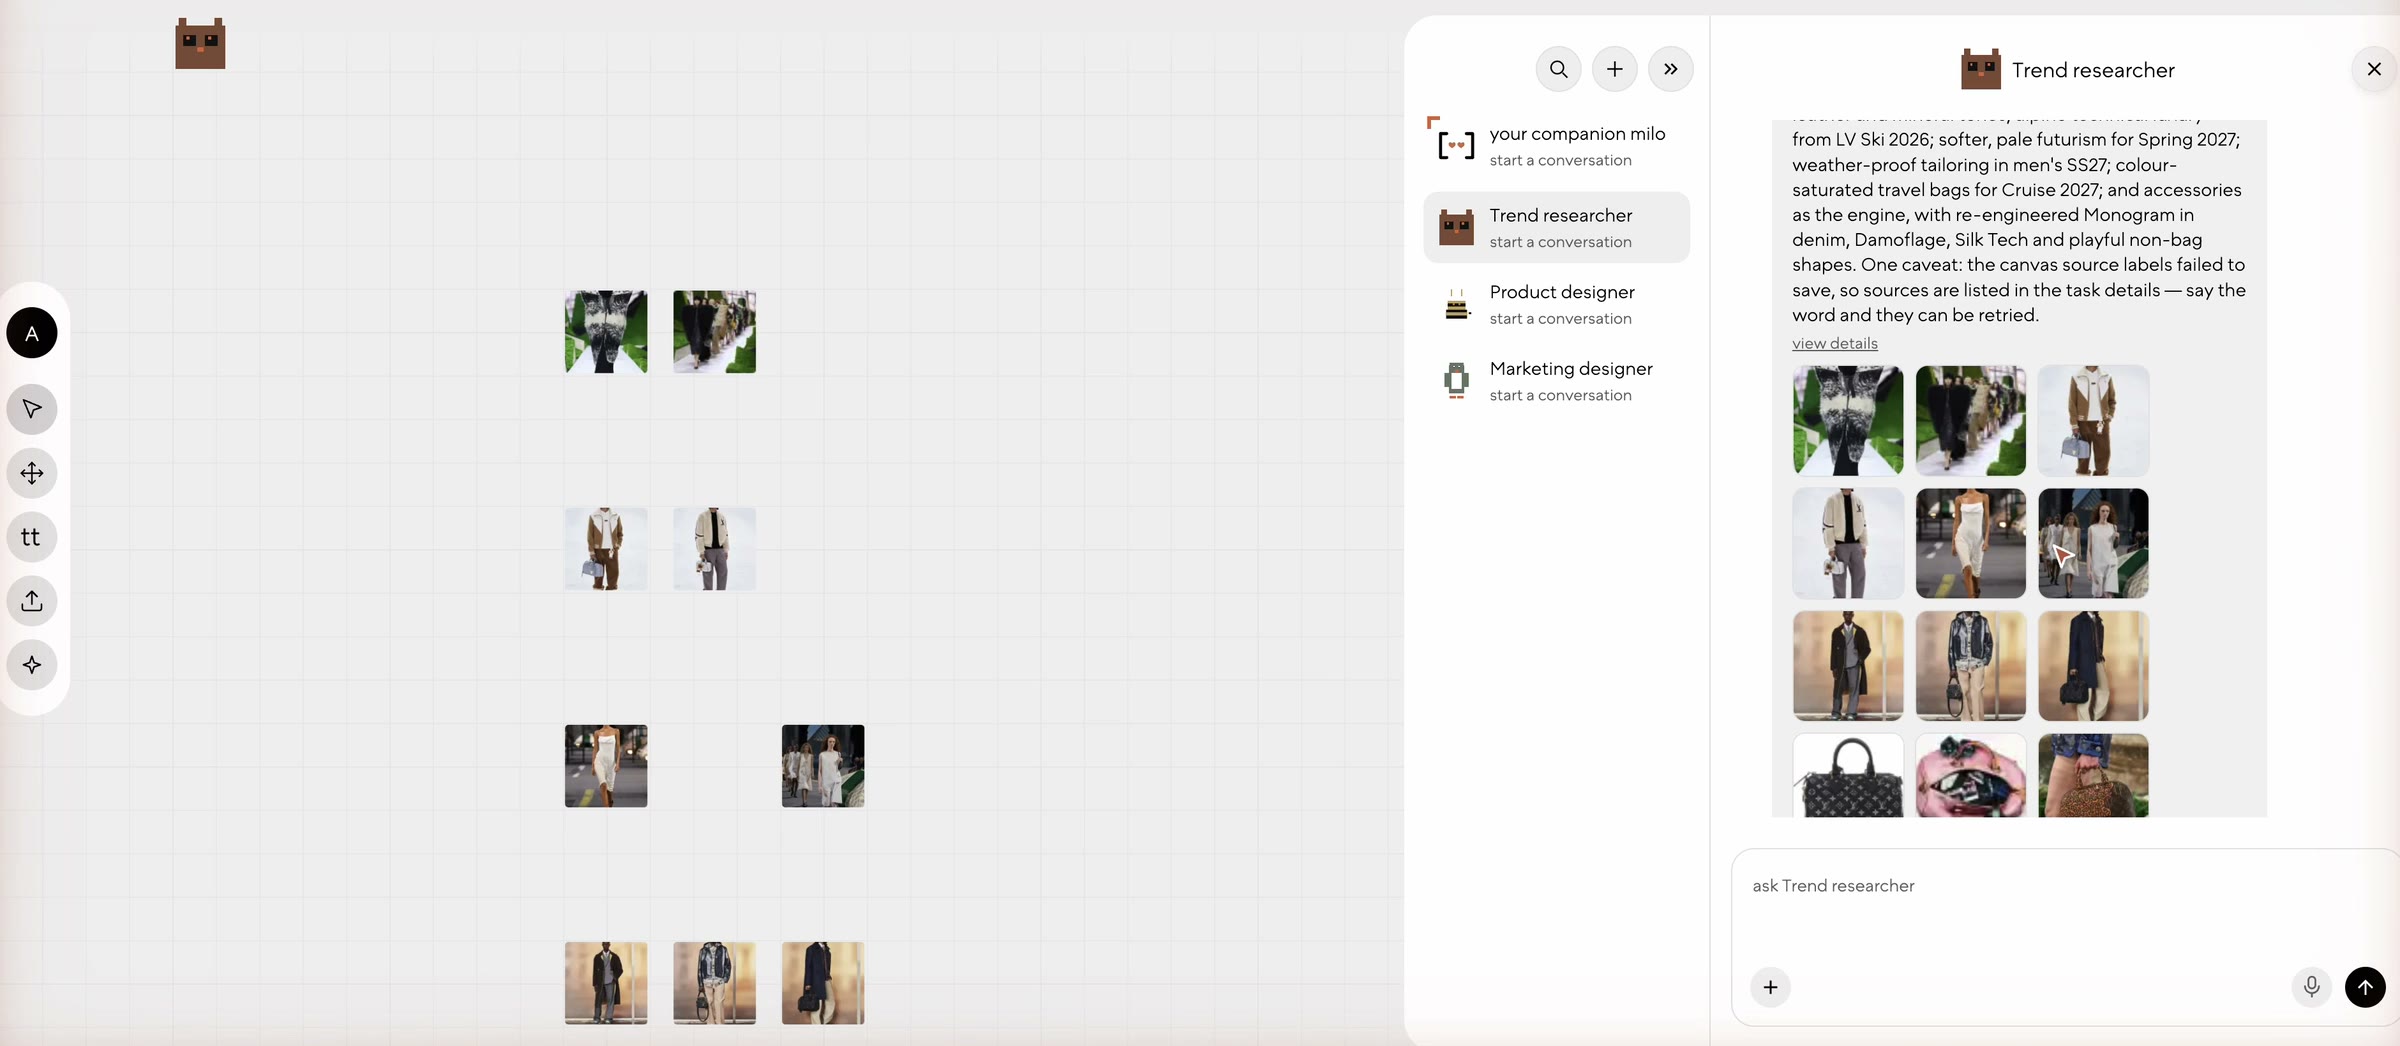 A
tt
your companion milo
start a conversation
Trend researcher
start a conversation
Product designer
start a conversation
Marketing designer
start a conversation
Trend researcher
from LV Ski 2026; softer, pale futurism for Spring 2027;
weather-proof tailoring in men's SS27; colour-
saturated travel bags for Cruise 2027; and accessories
as the engine, with re-engineered Monogram in
denim, Damoflage, Silk Tech and playful non-bag
shapes. One caveat: the canvas source labels failed to
save, so sources are listed in the task details — say the
word and they can be retried.
view details
ask Trend researcher